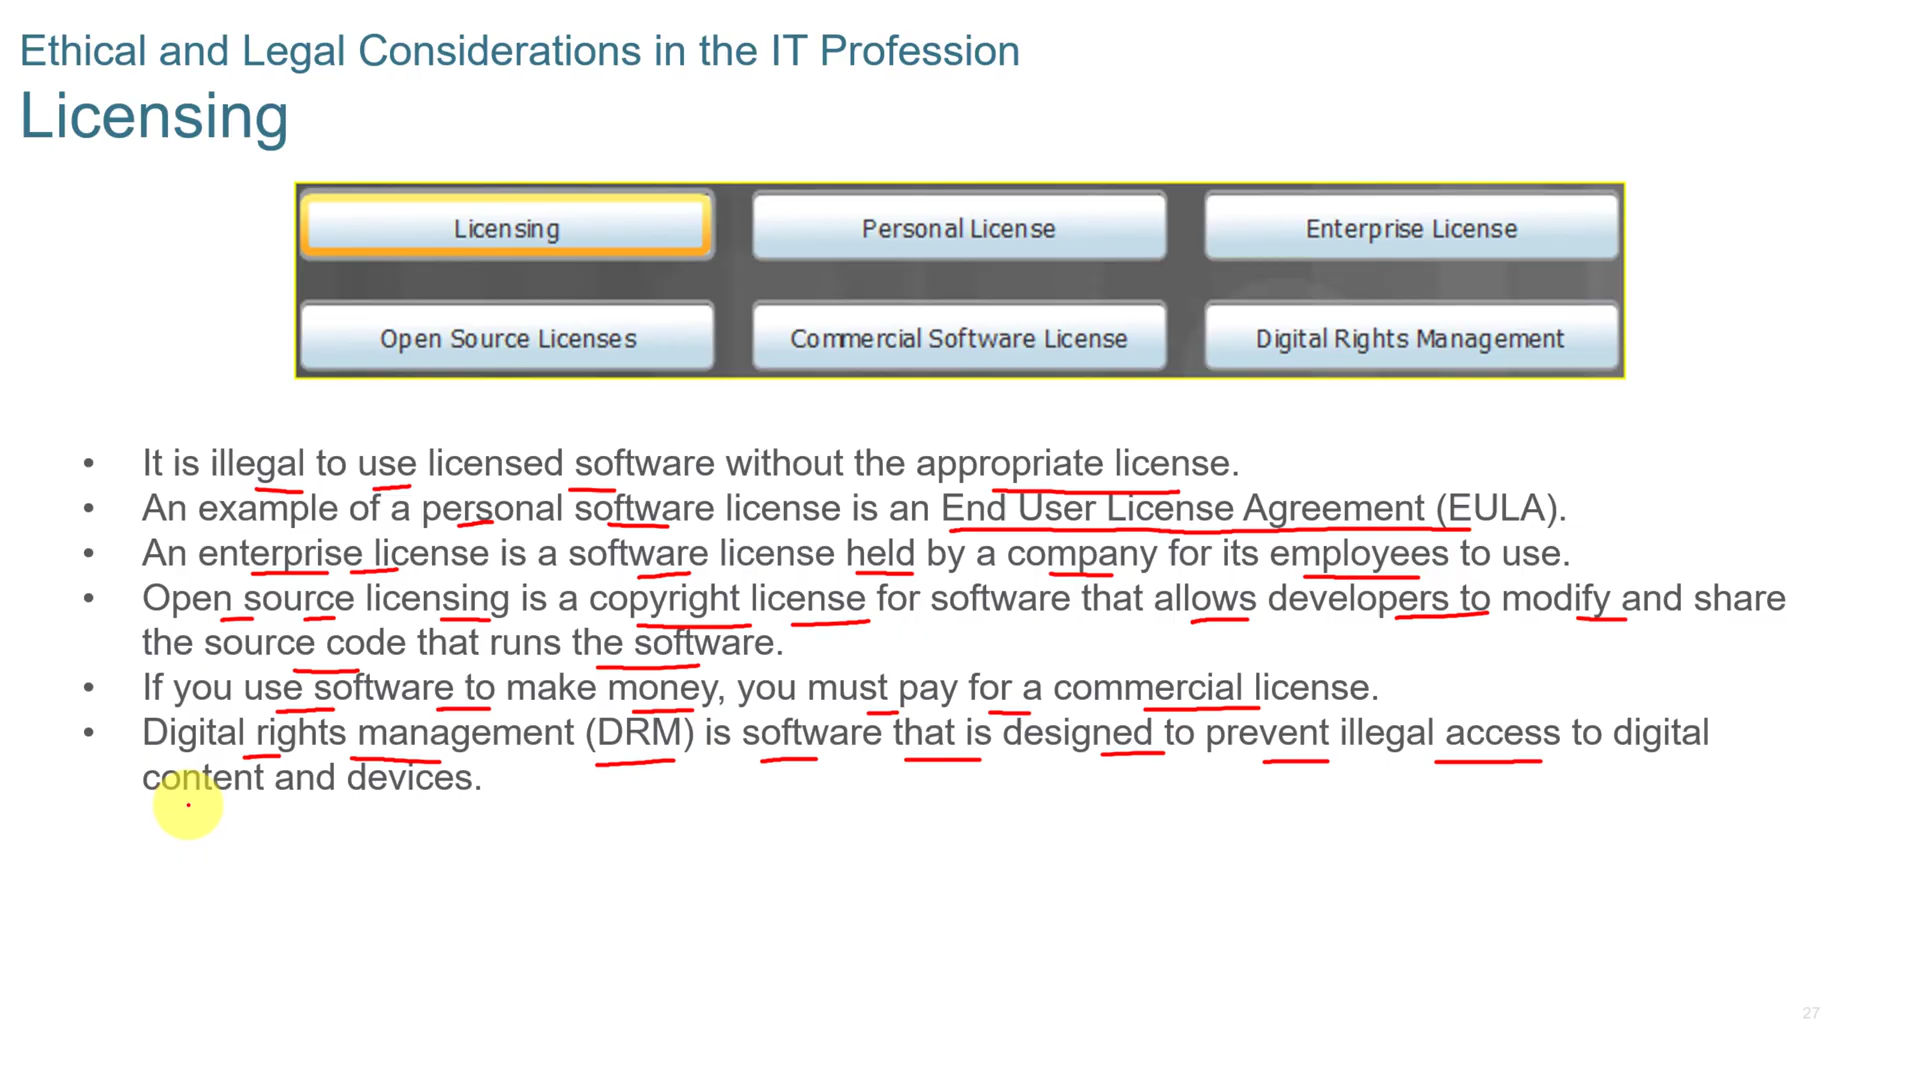 Ethical and Legal Considerations in the IT Profession
Licensing
Licensing
Personal License
Enterprise License
Open Source Licenses
Commercial Software License
Digital Rights Management
• It is illegal to use licensed software without the appropriate license.
• An example of a personal software license is an End User License Agreement (EULA).
• An enterprise license is a software license held by a company for its employees to use.
• Open source licensing is a copyright license for software that allows developers to modify and share
the source code that runs the software.
• If you use software to make money, you must pay for a commercial license.
• Digital rights management (DRM) is software that is designed to prevent illegal access to digital
content and devices.
27